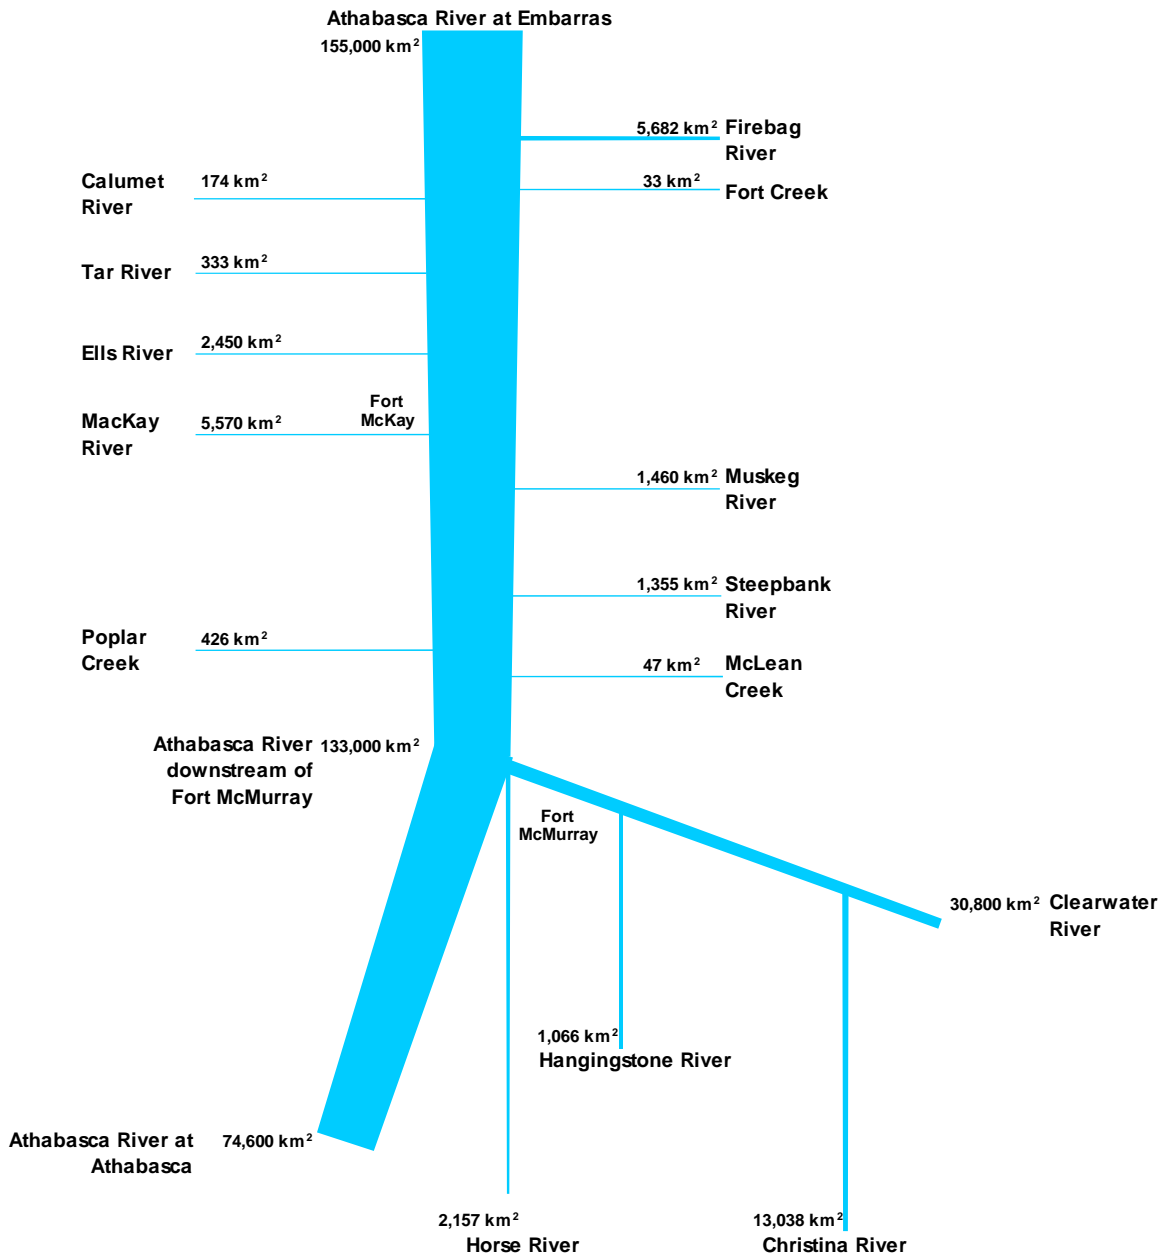 Athabasca River at Embarras
155,000 km²
5,682 km² Firebag
River
Calumet
River
174 km²
33 km²
Fort Creek
Tar River
333 km²
Ells River
2,450 km²
Fort
McKay
MacKay
River
5,570 km²
1,460 km² Muskeg
River
1,355 km² Steepbank
River
Poplar
Creek
426 km²
47 km²
McLean
Creek
Athabasca River
downstream of
Fort McMurray
133,000 km²
Fort
McMurray
30,800 km² Clearwater
River
1,066 km²
Hangingstone River
Athabasca River at
Athabasca
74,600 km²
2,157 km²
Horse River
13,038 km²
Christina River